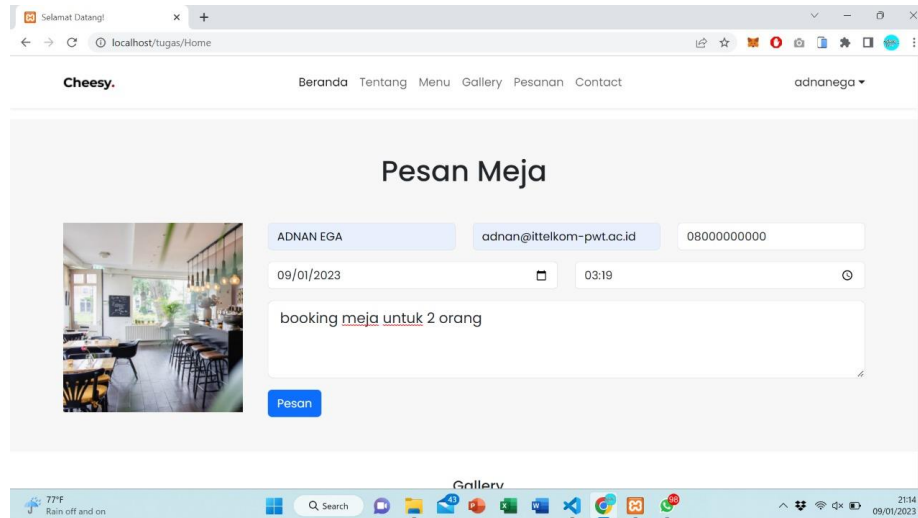 Selamat Datang!
localhost/tugas/Home
Cheesy. Beranda Tentang Menu Gallery Pesanan Contact adnanega
Pesan Meja
ADNAN EGA adnan@ittelkom-pwt.ac.id 08000000000
09/01/2023 03:19
booking meja untuk 2 orang
Pesan
Gallery
77°F
Rain off and on
Search
43
98
21:14
09/01/2023